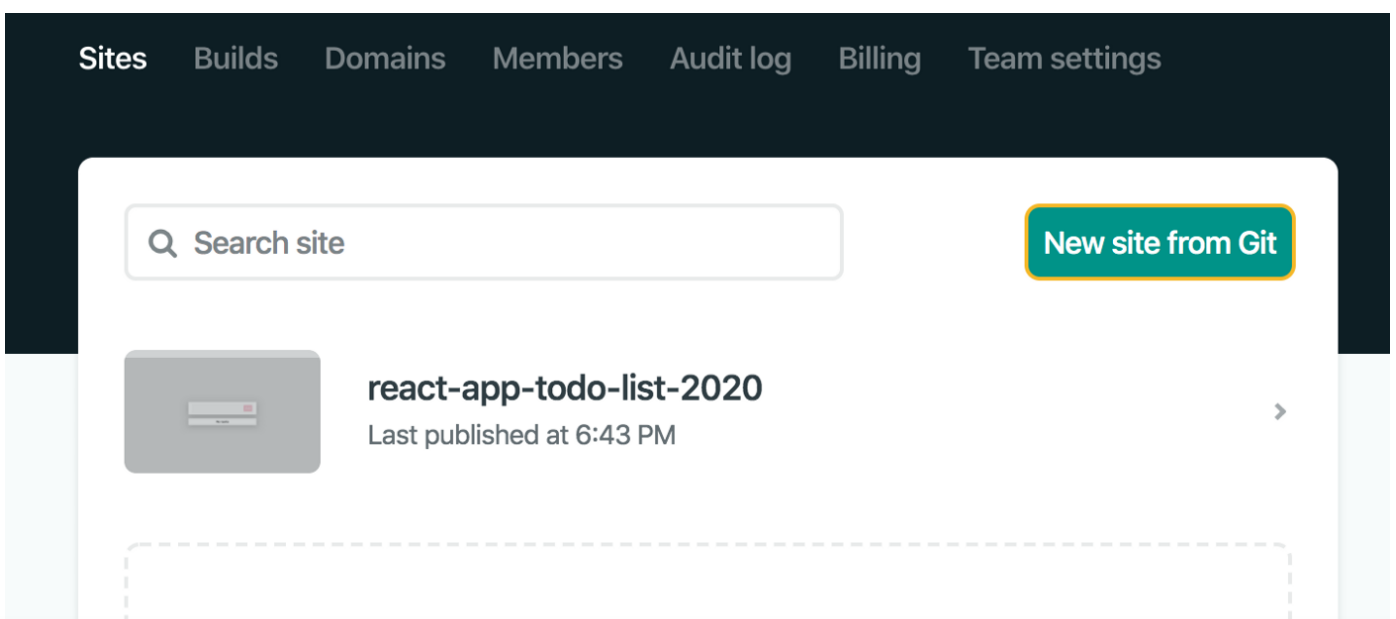 Sites Builds Domains Members Audit log Billing Team settings
Search site
New site from Git
react-app-todo-list-2020
Last published at 6:43 PM